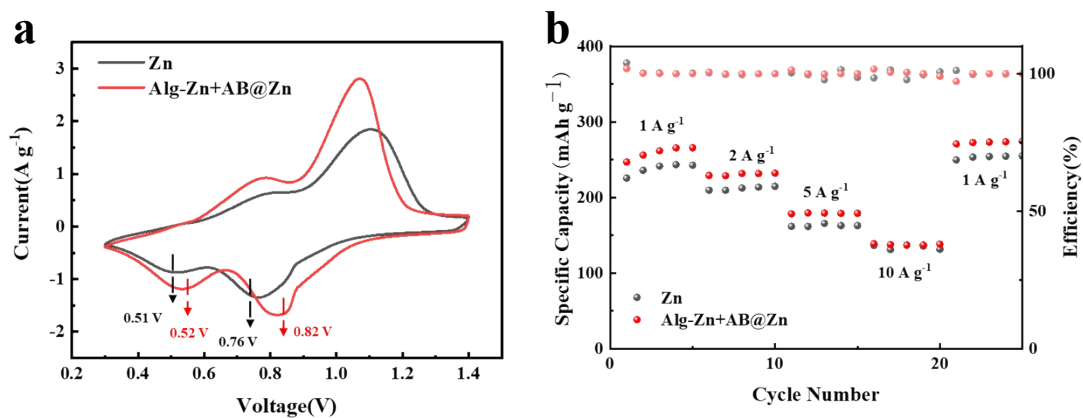 a
Zn
Alg-Zn+AB@Zn
Current(A g⁻¹)
3
2
1
0
-1
-2
0.51 V
0.52 V
0.76 V
0.82 V
0.2 0.4 0.6 0.8 1.0 1.2 1.4
Voltage(V)
b
Specific Capacity (mAh g⁻¹)
400
350
300
250
200
150
100
0
1 A g⁻¹
2 A g⁻¹
5 A g⁻¹
10 A g⁻¹
1 A g⁻¹
Zn
Alg-Zn+AB@Zn
0 10 20
Cycle Number
100
50
0
Efficiency(%)